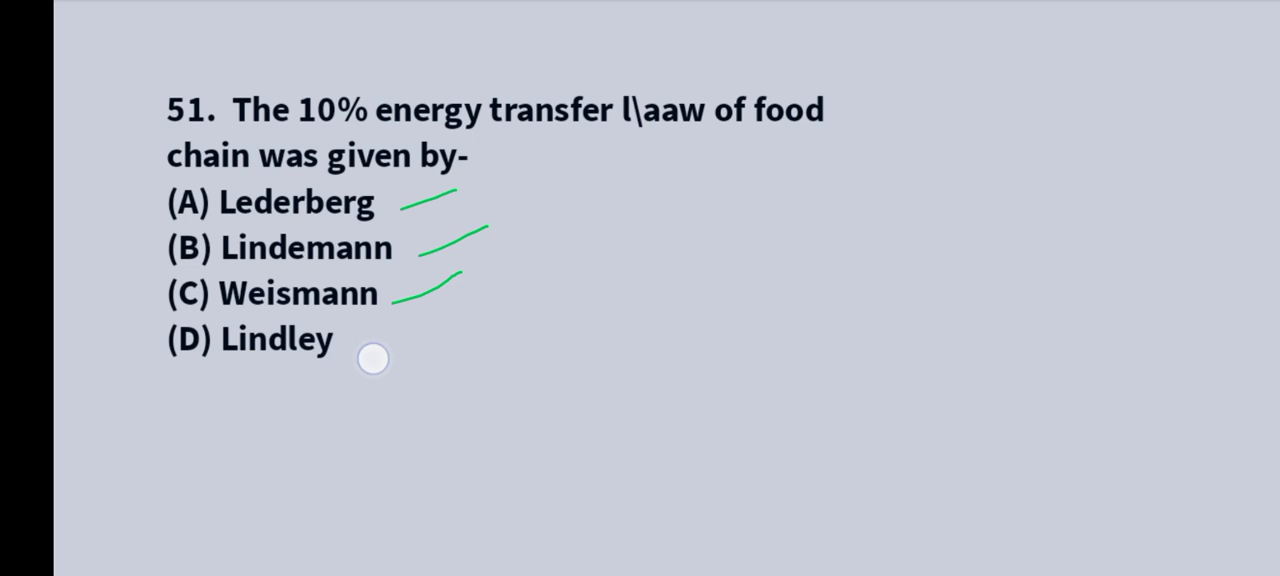 51. The 10% energy transfer l\aaw of food
chain was given by-
(A) Lederberg
(B) Lindemann
(C) Weismann
(D) Lindley